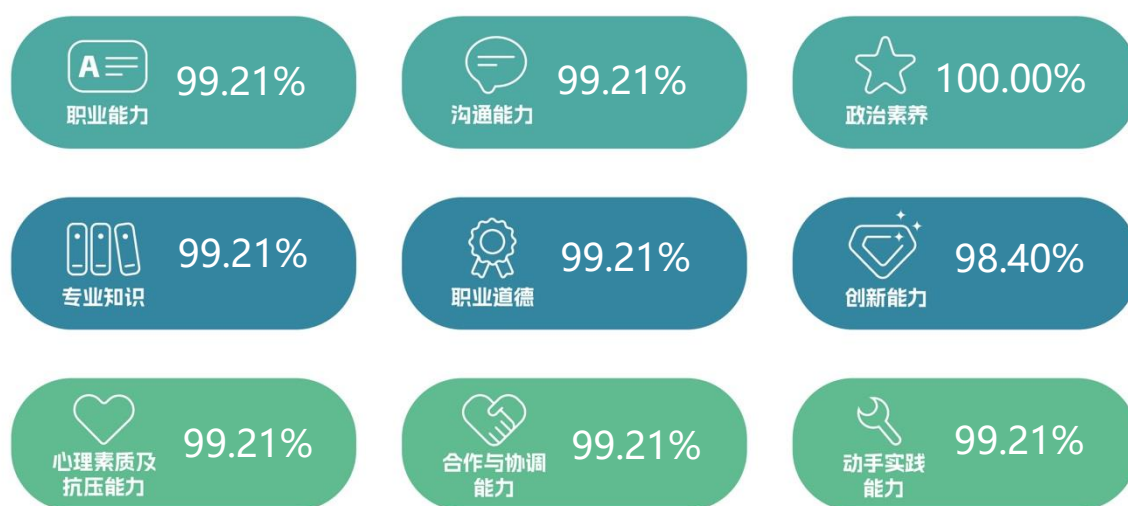 A
99.21%
职业能力
99.21%
沟通能力
100.00%
政治素养
99.21%
专业知识
99.21%
职业道德
98.40%
创新能力
99.21%
心理素质及
抗压能力
99.21%
合作与协调
能力
99.21%
动手实践
能力